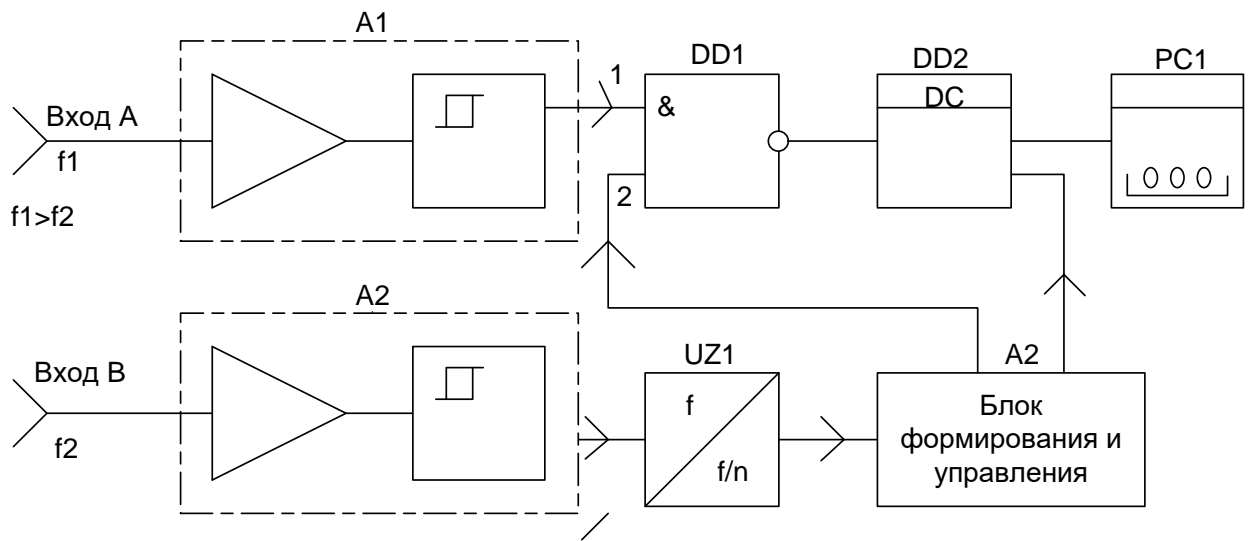 A1
DD1
DD2
PC1
1
&
DC
Вход A
f1
f1>f2
2
A2
Вход B
f2
UZ1
f
f/n
A2
Блок
формирования и
управления